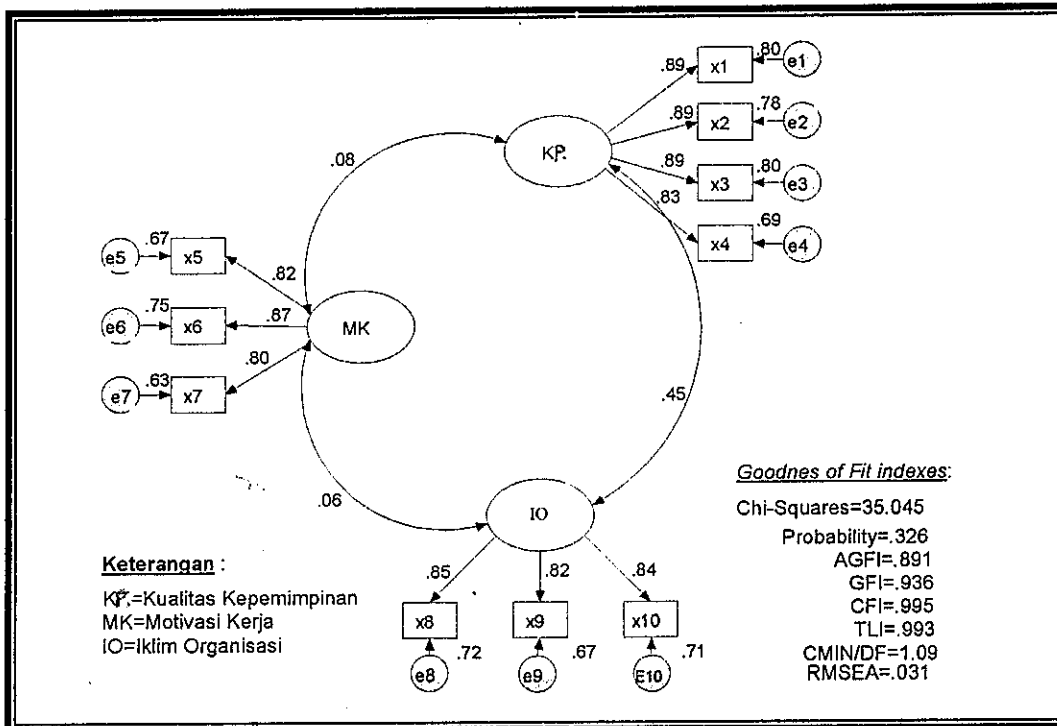 .89 x1 .80 e1
.89 x2 .78 e2
KP.
.89 x3 .80 e3
.83 x4 .69 e4
.08
e5 .67 x5 .82
e6 .75 x6 .87 MK
e7 .63 x7 .80
.45
.06
IO
.85 .82 .84
x8 x9 x10
.72 .67 .71
e8 e9 E10
Keterangan :
KP.=Kualitas Kepemimpinan
MK=Motivasi Kerja
IO=Iklim Organisasi
Goodnes of Fit indexes:
Chi-Squares=35.045
Probability=.326
AGFI=.891
GFI=.936
CFI=.995
TLI=.993
CMIN/DF=1.09
RMSEA=.031